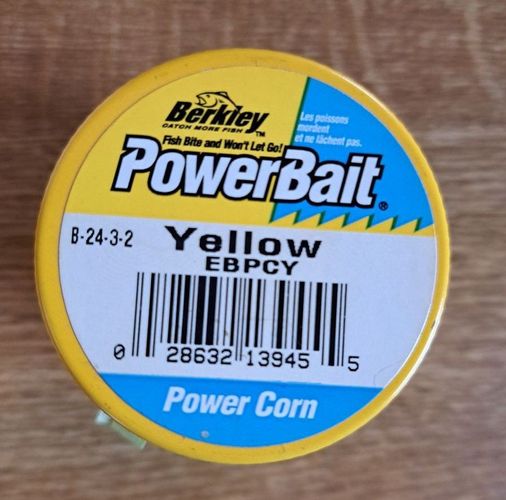 Berkley™
CATCH MORE FISH
Les poissons
mordent
et ne lâchent pas.
Fish Bite and Won't Let Go!
PowerBait®
B-24-3-2
Yellow
EBPCY
0 28632 13945 5
Power Corn